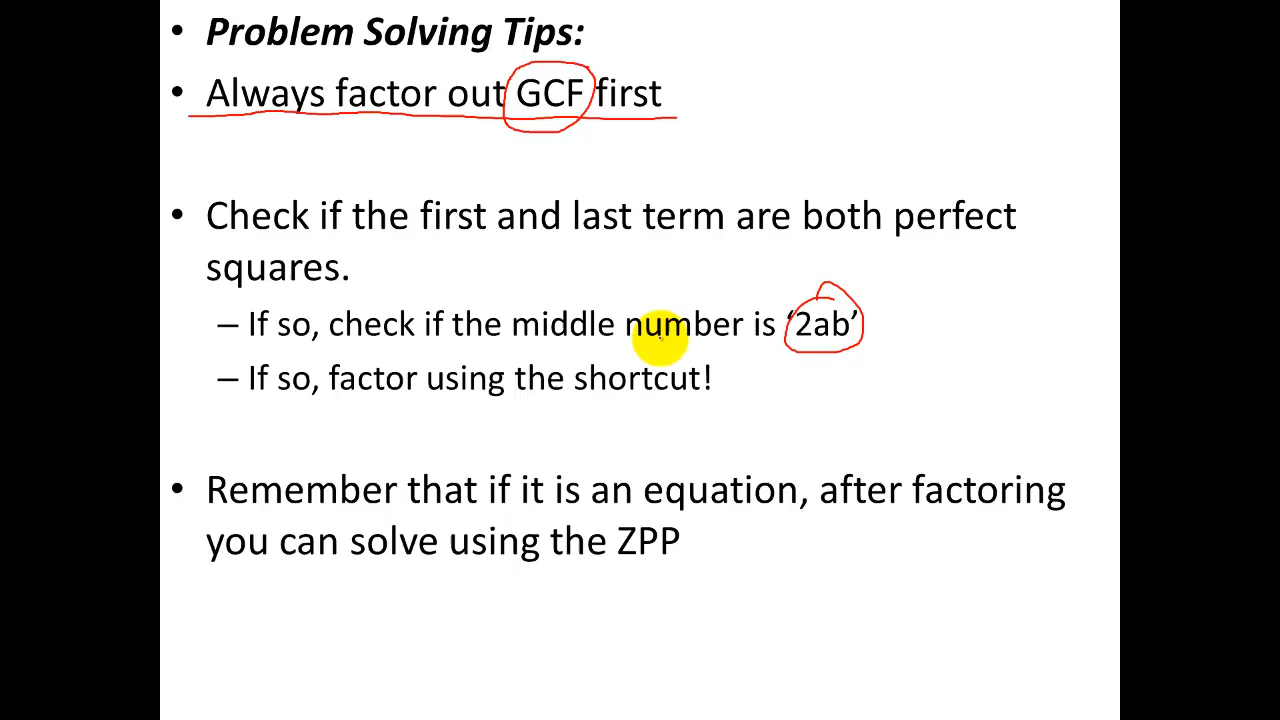 • Problem Solving Tips:
• Always factor out GCF first
• Check if the first and last term are both perfect
squares.
– If so, check if the middle number is ‘2ab’
– If so, factor using the shortcut!
• Remember that if it is an equation, after factoring
you can solve using the ZPP